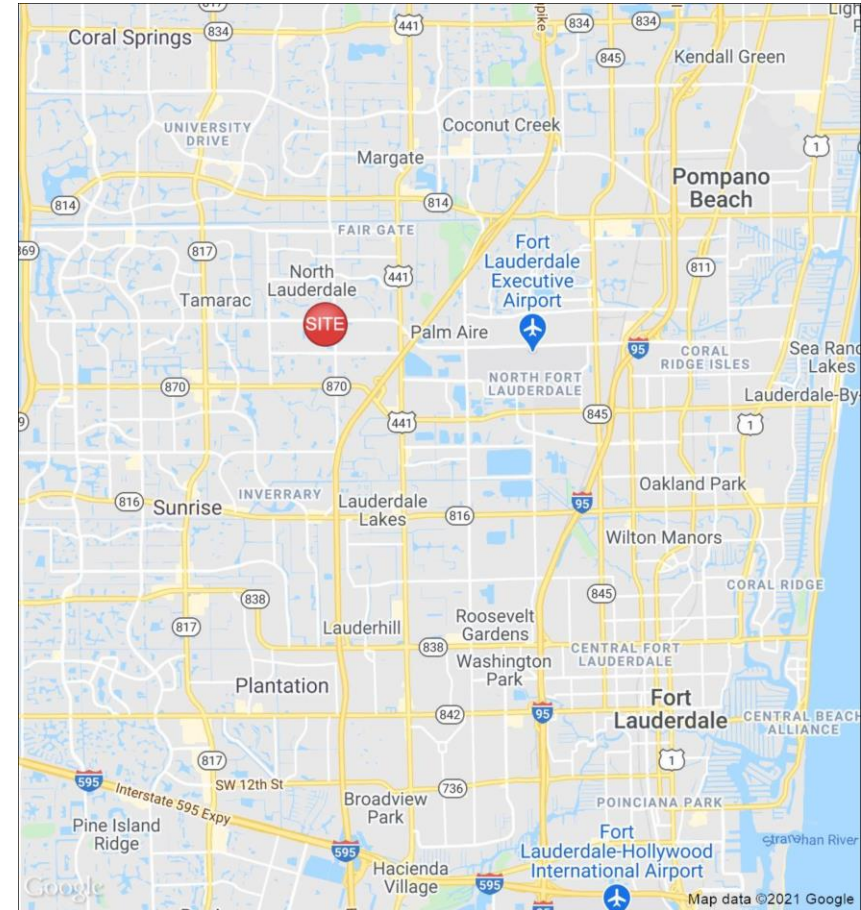 441
834
834
Coral Springs
834
845
Kendall Green
Coconut Creek
UNIVERSITY
DRIVE
1
Margate
Pompano
Beach
814
814
FAIR GATE
Fort
Lauderdale
Executive
Airport
817
North
Lauderdale
441
811
Tamarac
SITE
Palm Aire
95
CORAL
RIDGE ISLES
Lakes
NORTH FORT
LAUDERDALE
870
870
Lauderdale-By-
845
441
1
Oakland Park
INVERRARY
816
Sunrise
Lauderdale
Lakes
816
95
Wilton Manors
CORAL RIDGE
838
845
817
Lauderhill
Roosevelt
Gardens
838
CENTRAL FORT
LAUDERDALE
Washington
Park
Plantation
Fort
Lauderdale
842
95
CENTRAL BEACH
ALLIANCE
817
1
595
SW 12th St
736
Interstate 595 Expy
Broadview
Park
POINCIANA PARK
Pine Island
Ridge
Fort
Lauderdale-Hollywood
International Airport
595
Stranahan River
Hacienda
Village
595
Google
Map data ©2021 Google